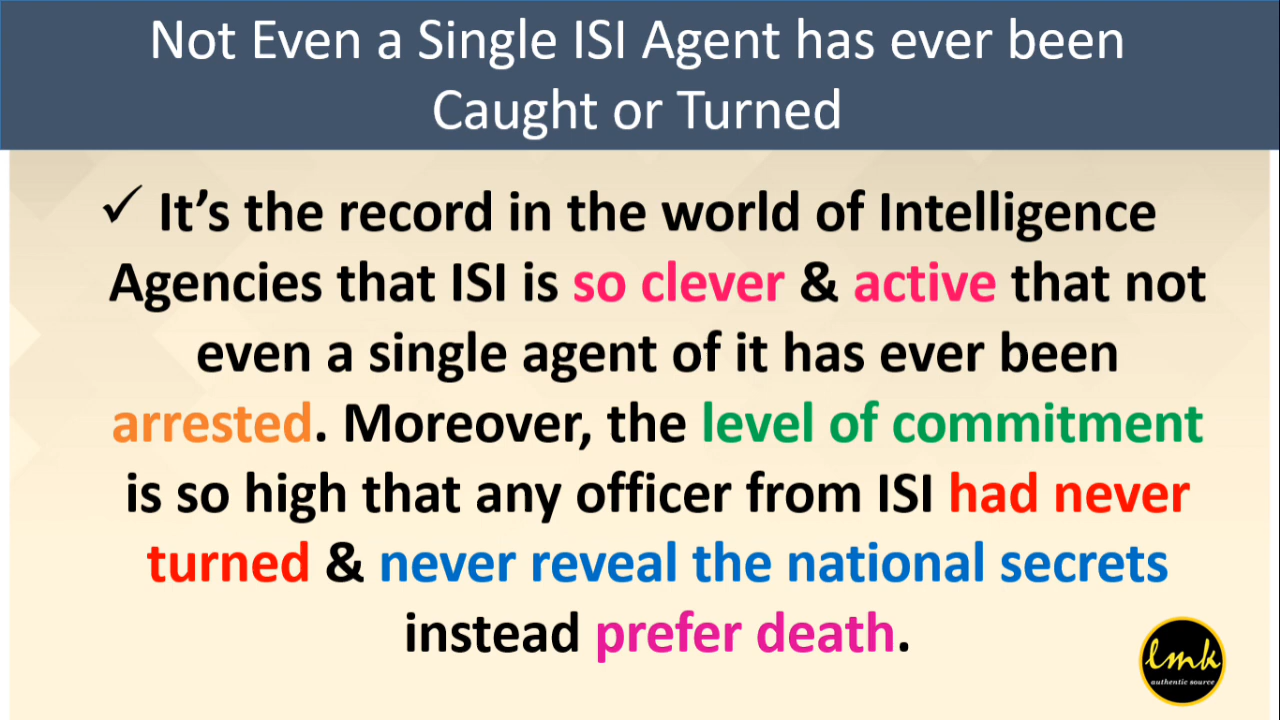 Not Even a Single ISI Agent has ever been
Caught or Turned
✓ It’s the record in the world of Intelligence
Agencies that ISI is so clever & active that not
even a single agent of it has ever been
arrested. Moreover, the level of commitment
is so high that any officer from ISI had never
turned & never reveal the national secrets
instead prefer death.
lmk
authentic source